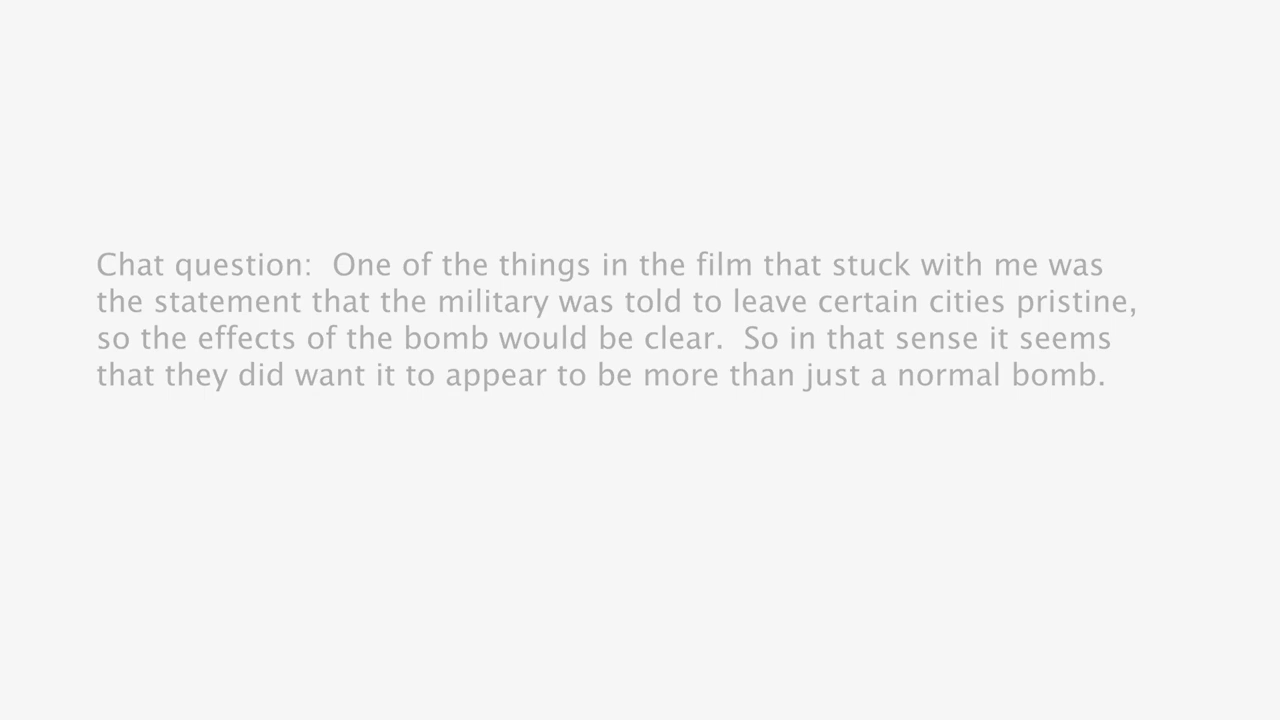 Chat question:  One of the things in the film that stuck with me was
the statement that the military was told to leave certain cities pristine,
so the effects of the bomb would be clear.  So in that sense it seems
that they did want it to appear to be more than just a normal bomb.